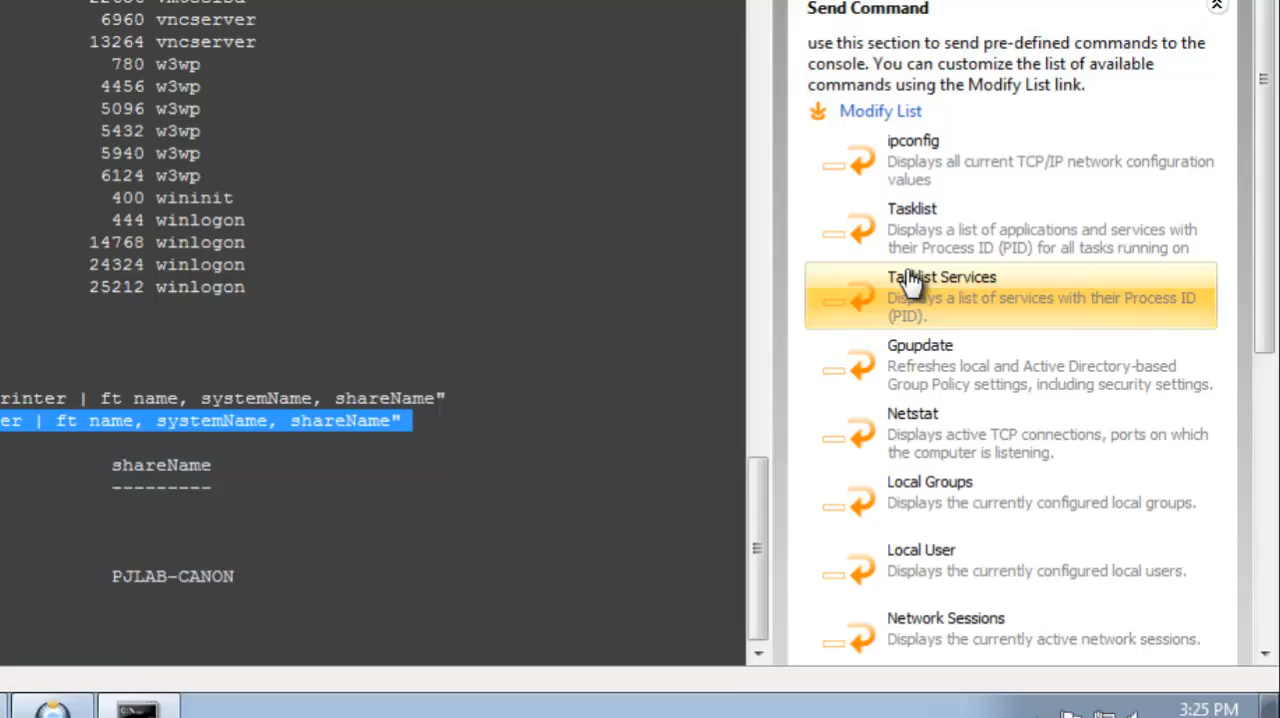 6960 vncserver
13264 vncserver
780 w3wp
4456 w3wp
5096 w3wp
5432 w3wp
5940 w3wp
6124 w3wp
400 wininit
444 winlogon
14768 winlogon
24324 winlogon
25212 winlogon
rinter | ft name, systemName, shareName"
er | ft name, systemName, shareName"
shareName
---------
PJLAB-CANON
Send Command
use this section to send pre-defined commands to the
console. You can customize the list of available
commands using the Modify List link.
Modify List
ipconfig
Displays all current TCP/IP network configuration
values
Tasklist
Displays a list of applications and services with
their Process ID (PID) for all tasks running on
Tasklist Services
Displays a list of services with their Process ID
(PID).
Gpupdate
Refreshes local and Active Directory-based
Group Policy settings, including security settings.
Netstat
Displays active TCP connections, ports on which
the computer is listening.
Local Groups
Displays the currently configured local groups.
Local User
Displays the currently configured local users.
Network Sessions
Displays the currently active network sessions.
3:25 PM